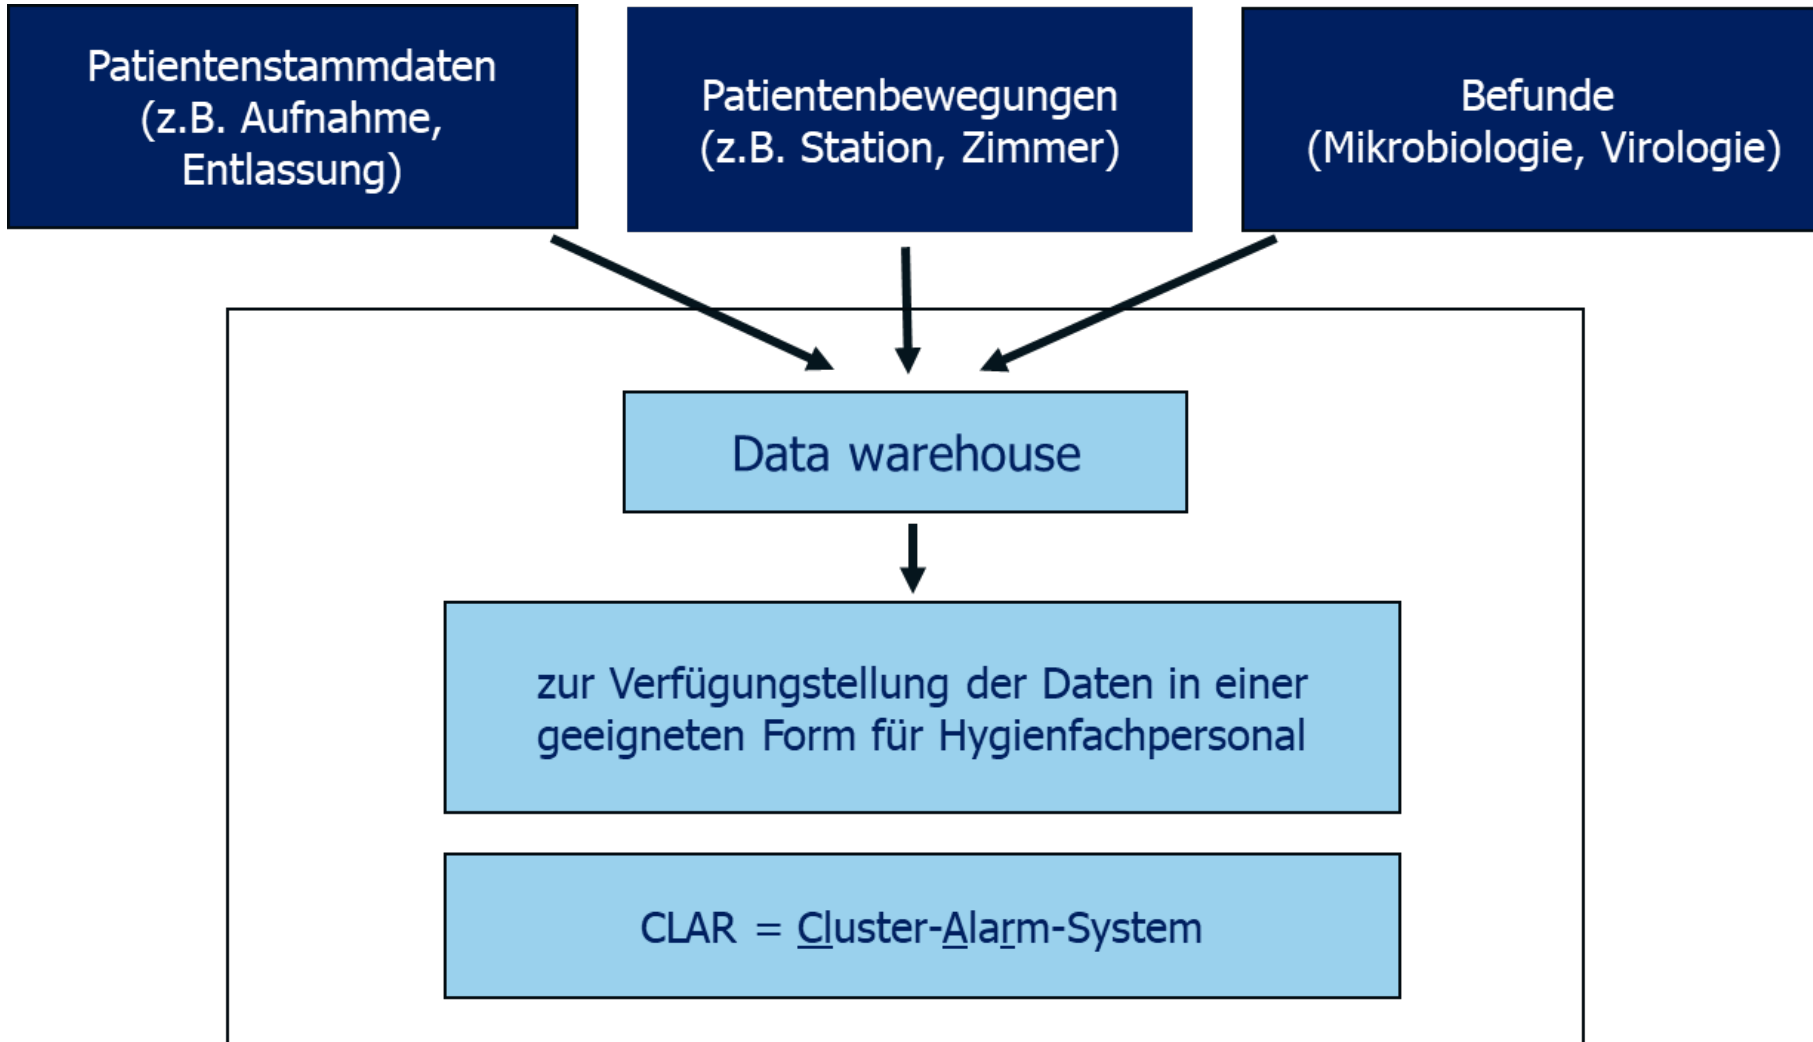 Patientenstammdaten
(z.B. Aufnahme,
Entlassung)
Patientenbewegungen
(z.B. Station, Zimmer)
Befunde
(Mikrobiologie, Virologie)
Data warehouse
zur Verfügungstellung der Daten in einer
geeigneten Form für Hygienfachpersonal
CLAR = Cluster-Alarm-System